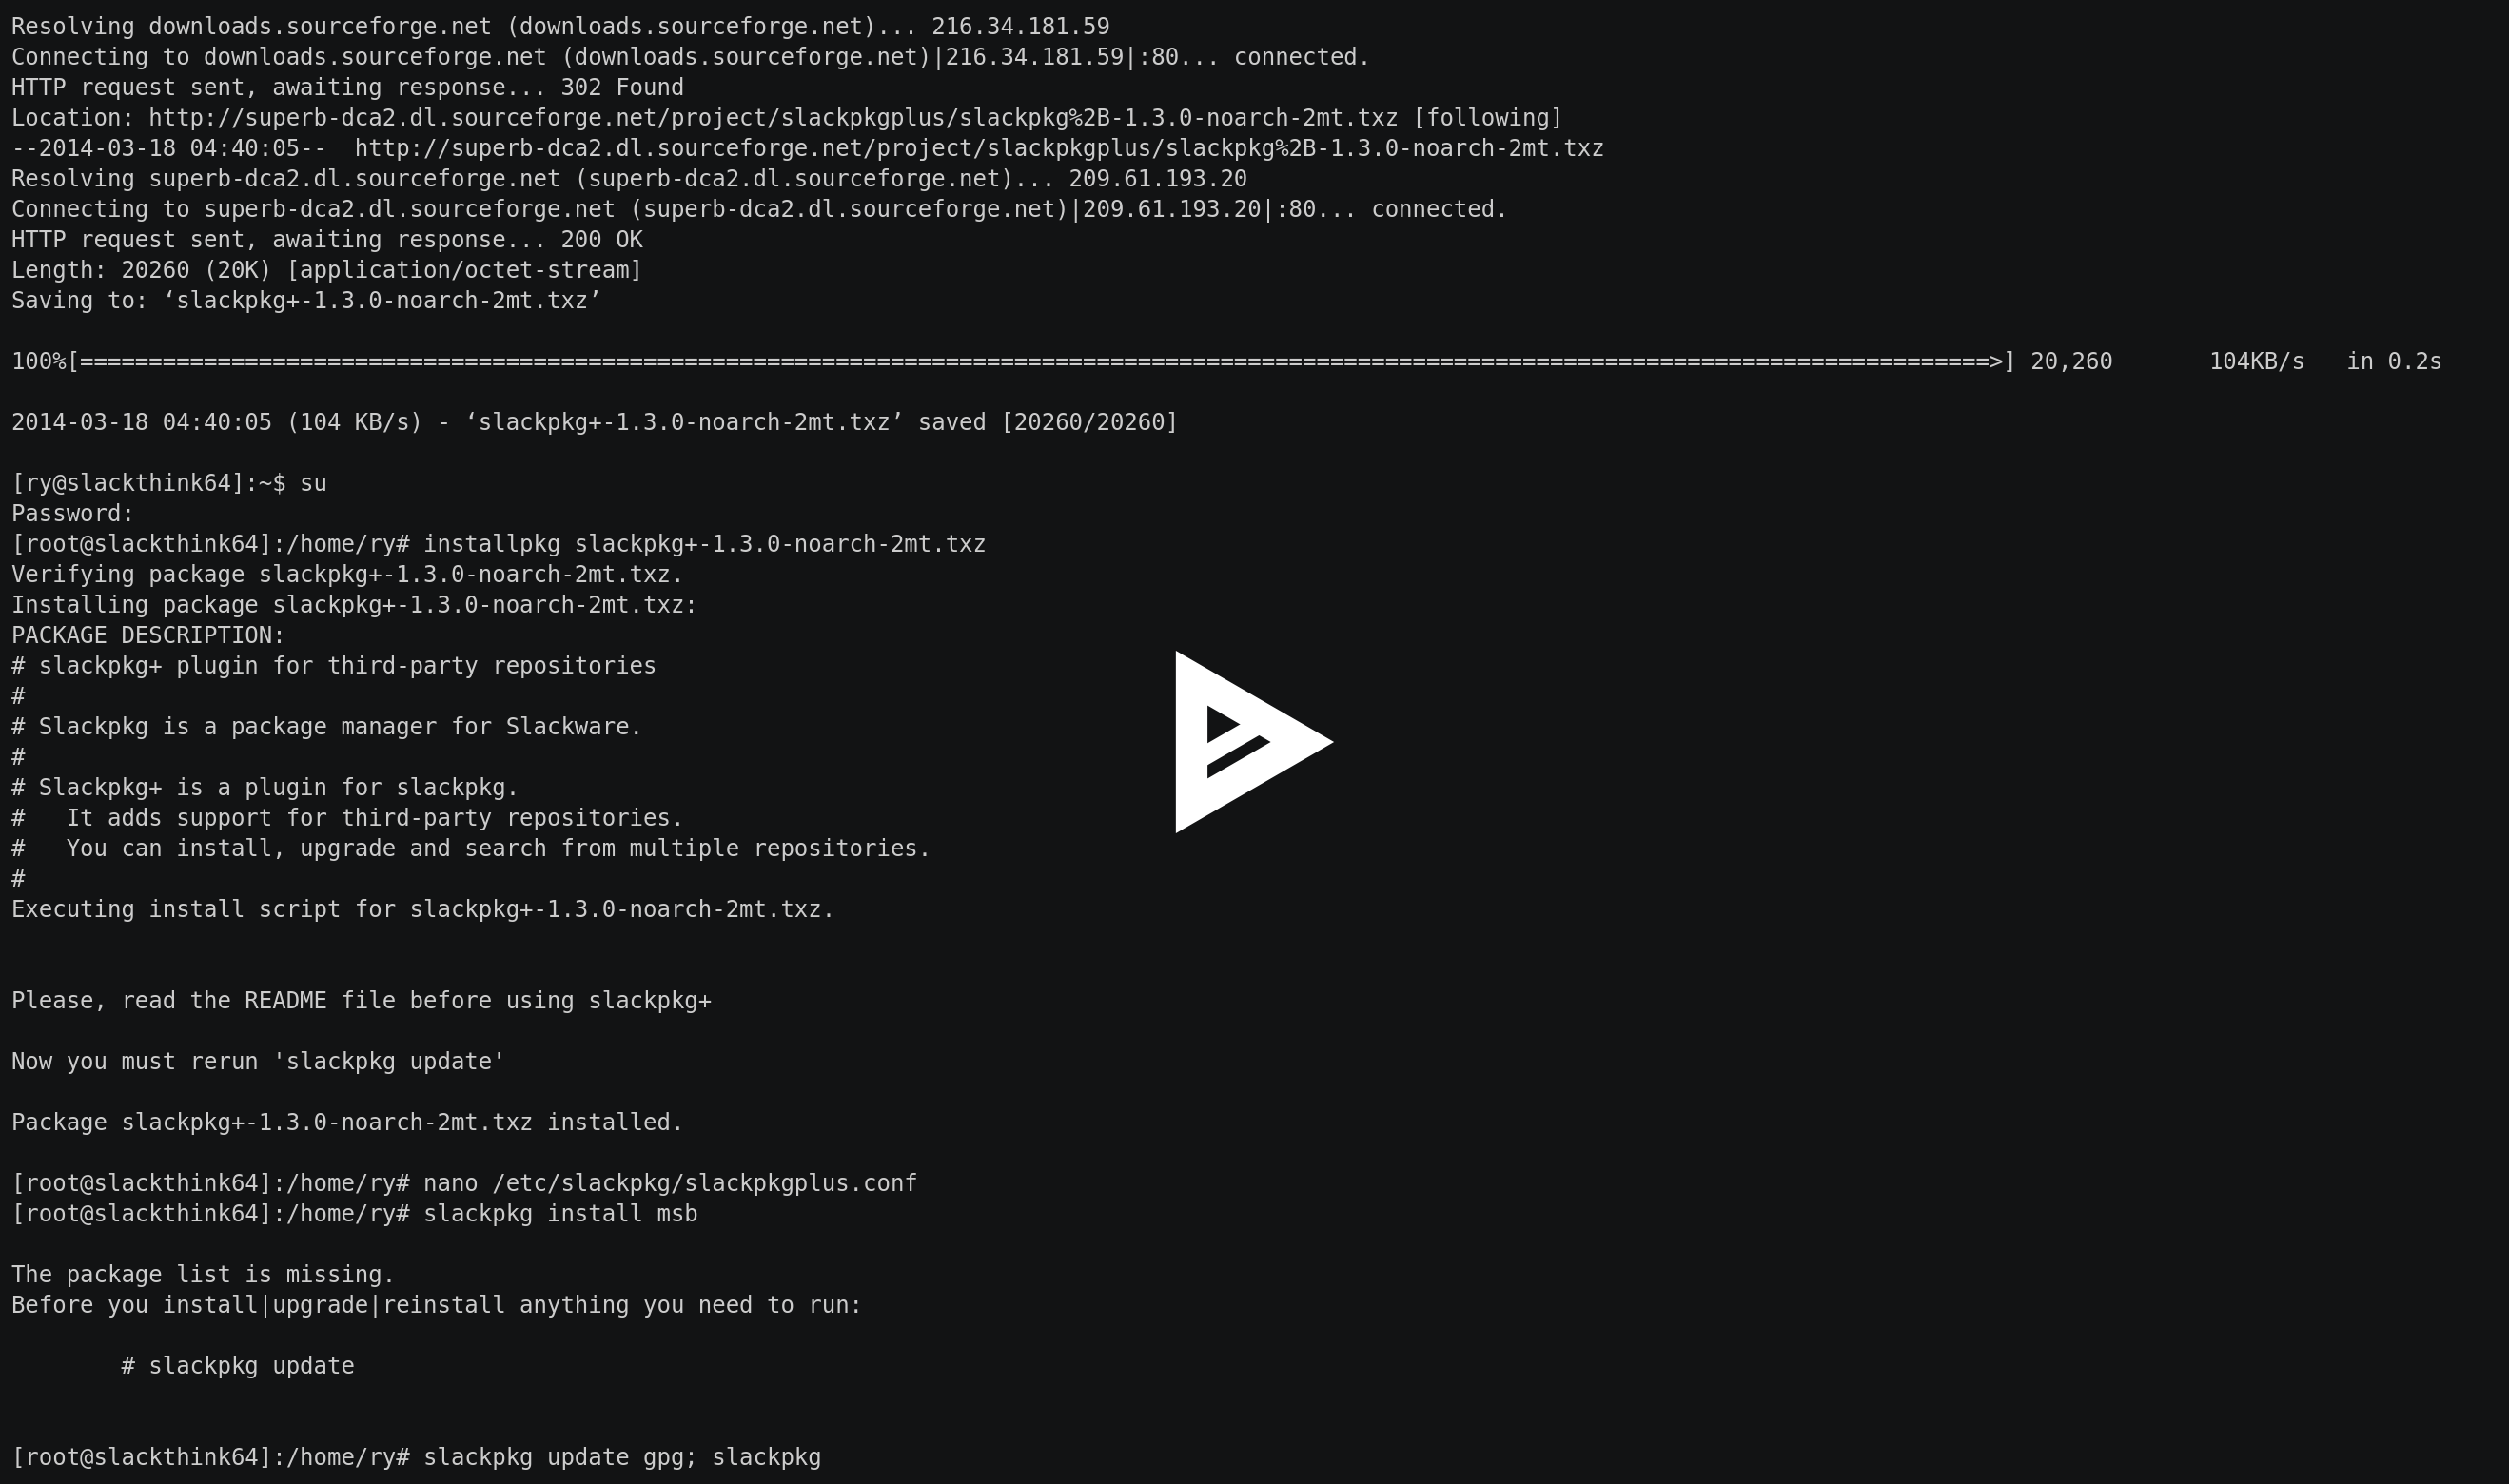 Resolving downloads.sourceforge.net (downloads.sourceforge.net)... 216.34.181.59
Connecting to downloads.sourceforge.net (downloads.sourceforge.net)|216.34.181.59|:80... connected.
HTTP request sent, awaiting response... 302 Found
Location: http://superb-dca2.dl.sourceforge.net/project/slackpkgplus/slackpkg%2B-1.3.0-noarch-2mt.txz [following]
--2014-03-18 04:40:05--  http://superb-dca2.dl.sourceforge.net/project/slackpkgplus/slackpkg%2B-1.3.0-noarch-2mt.txz
Resolving superb-dca2.dl.sourceforge.net (superb-dca2.dl.sourceforge.net)... 209.61.193.20
Connecting to superb-dca2.dl.sourceforge.net (superb-dca2.dl.sourceforge.net)|209.61.193.20|:80... connected.
HTTP request sent, awaiting response... 200 OK
Length: 20260 (20K) [application/octet-stream]
Saving to: ‘slackpkg+-1.3.0-noarch-2mt.txz’
100%[===========================================================================================================================================>] 20,260       104KB/s   in 0.2s
2014-03-18 04:40:05 (104 KB/s) - ‘slackpkg+-1.3.0-noarch-2mt.txz’ saved [20260/20260]
[ry@slackthink64]:~$ su
Password:
[root@slackthink64]:/home/ry# installpkg slackpkg+-1.3.0-noarch-2mt.txz
Verifying package slackpkg+-1.3.0-noarch-2mt.txz.
Installing package slackpkg+-1.3.0-noarch-2mt.txz:
PACKAGE DESCRIPTION:
# slackpkg+ plugin for third-party repositories
#
# Slackpkg is a package manager for Slackware.
#
# Slackpkg+ is a plugin for slackpkg.
#   It adds support for third-party repositories.
#   You can install, upgrade and search from multiple repositories.
#
Executing install script for slackpkg+-1.3.0-noarch-2mt.txz.
Please, read the README file before using slackpkg+
Now you must rerun 'slackpkg update'
Package slackpkg+-1.3.0-noarch-2mt.txz installed.
[root@slackthink64]:/home/ry# nano /etc/slackpkg/slackpkgplus.conf
[root@slackthink64]:/home/ry# slackpkg install msb
The package list is missing.
Before you install|upgrade|reinstall anything you need to run:
        # slackpkg update
[root@slackthink64]:/home/ry# slackpkg update gpg; slackpkg